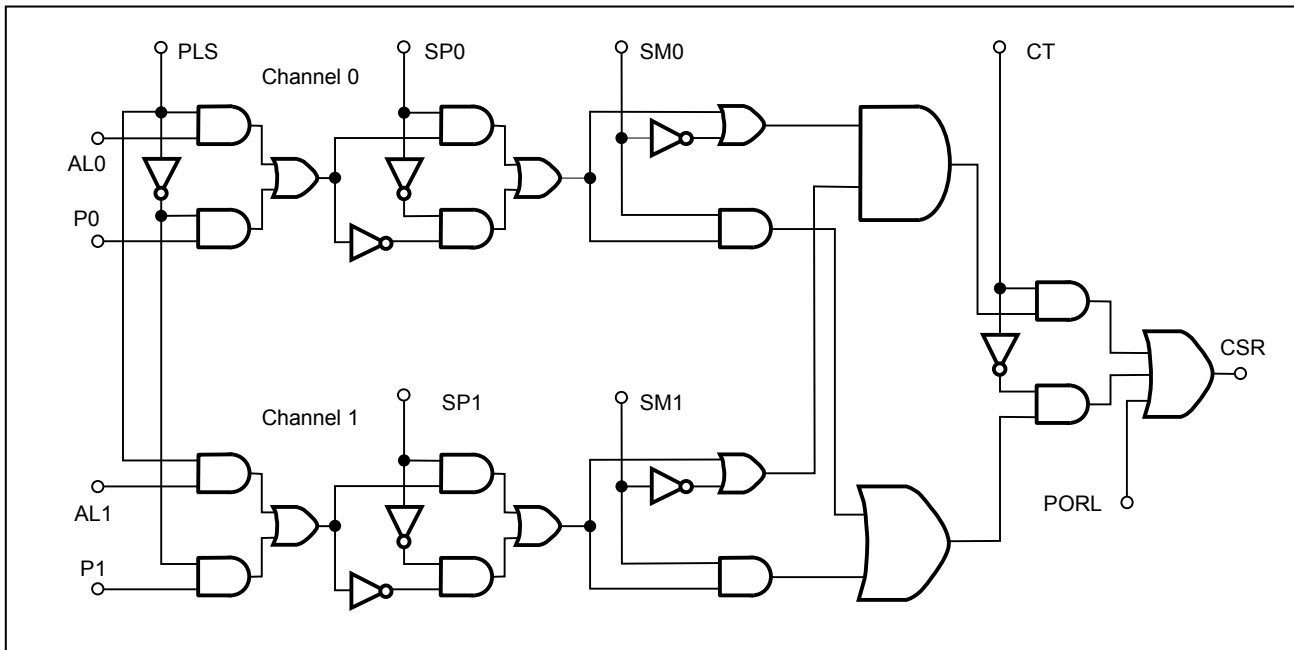 PLS
SP0
SM0
CT
Channel 0
AL0
P0
CSR
Channel 1
SP1
SM1
PORL
AL1
P1